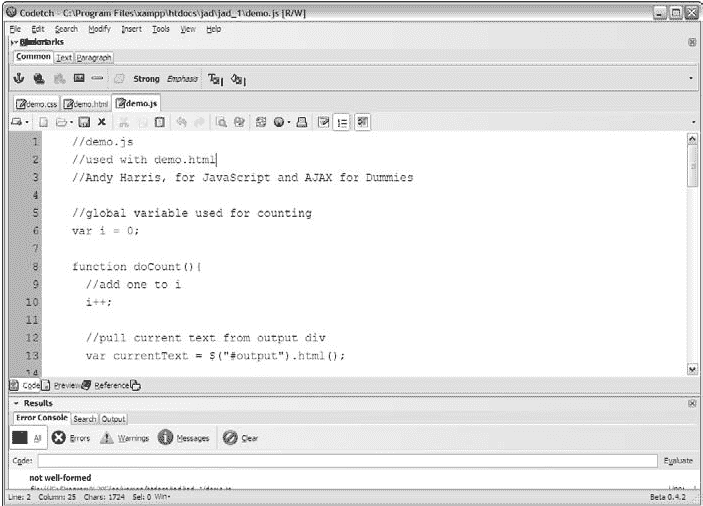 Codetch - C:\Program Files\xampp\htdocs\jad\jad_1\demo.js [R/W]
File Edit Search Modify Insert Tools View Help
Common Text Paragraph
Strong Emphasis
demo.css demo.html demo.js
1 //demo.js
2 //used with demo.html
3 //Andy Harris, for JavaScript and AJAX for Dummies
4
5 //global variable used for counting
6 var i = 0;
7
8 function doCount(){
9 //add one to i
10 i++;
11
12 //pull current text from output div
13 var currentText = $("#output").html();
14
Code Preview Reference
Results
Error Console Search Output
All Errors Warnings Messages Clear
Code: Evaluate
not well-formed
Line: 2 Column: 25 Chars: 1724 Sel: 0 Win Beta 0.4.2